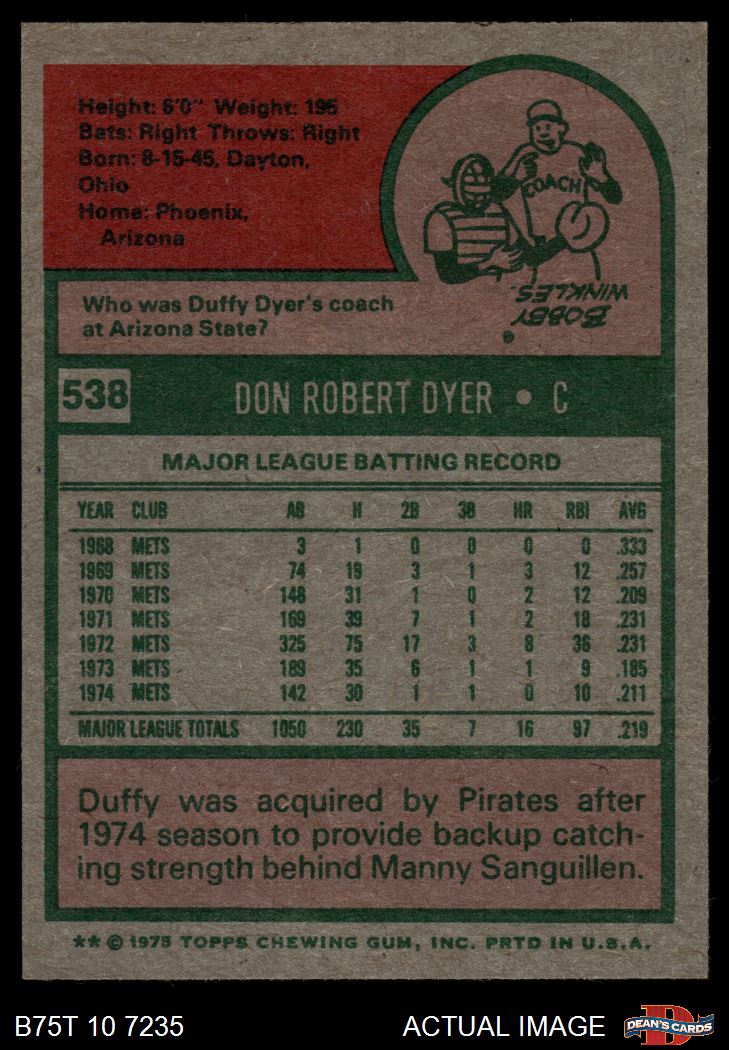 Height: 6'0" Weight: 195
Bats: Right Throws: Right
Born: 8-15-45, Dayton,
Ohio
Home: Phoenix,
Arizona
COACH
BOBBY
WINKLES.
Who was Duffy Dyer's coach
at Arizona State?
538
DON ROBERT DYER • C
MAJOR LEAGUE BATTING RECORD
YEAR CLUB AB H 2B 3B HR RBI AVG
1968 METS 3 1 0 0 0 0 .333
1969 METS 74 19 3 1 3 12 .257
1970 METS 148 31 1 0 2 12 .209
1971 METS 169 39 7 1 2 18 .231
1972 METS 325 75 17 3 8 36 .231
1973 METS 189 35 6 1 1 9 .185
1974 METS 142 30 1 1 0 10 .211
MAJOR LEAGUE TOTALS 1050 230 35 7 16 97 .219
Duffy was acquired by Pirates after
1974 season to provide backup catch-
ing strength behind Manny Sanguillen.
** © 1975 TOPPS CHEWING GUM, INC. PRTD IN U.S.A.
B75T 10 7235
ACTUAL IMAGE
D
DEAN'S CARDS